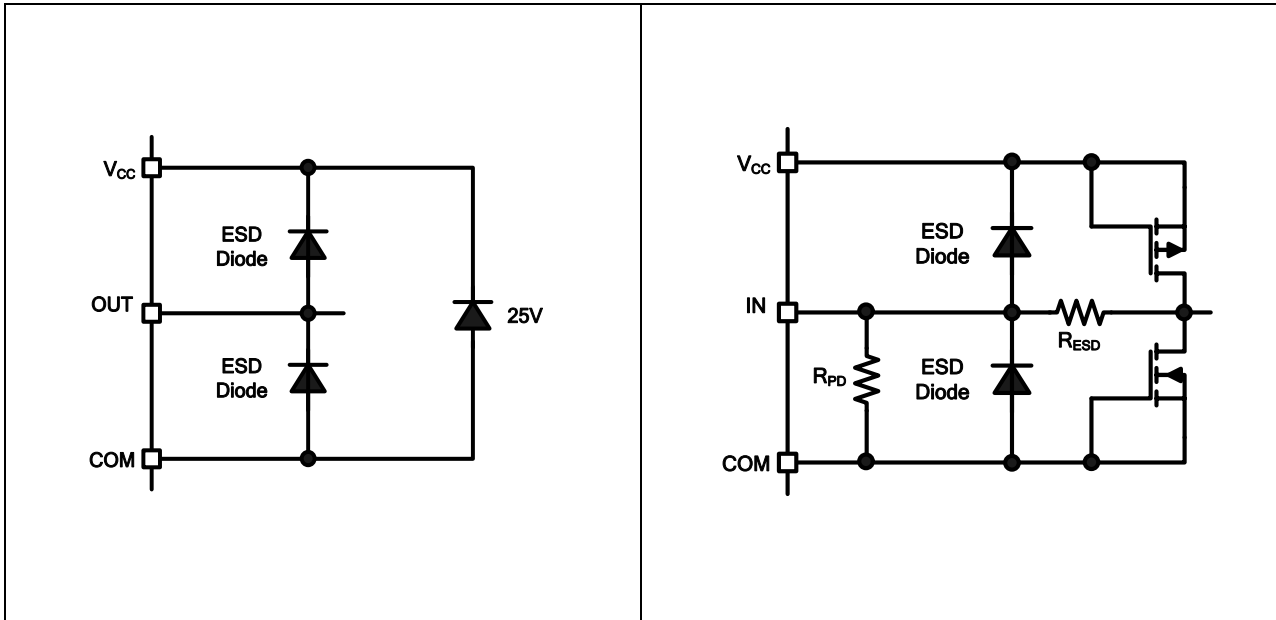 VCC
ESD
Diode
OUT
25V
ESD
Diode
COM
VCC
ESD
Diode
IN
RESD
RPD
ESD
Diode
COM